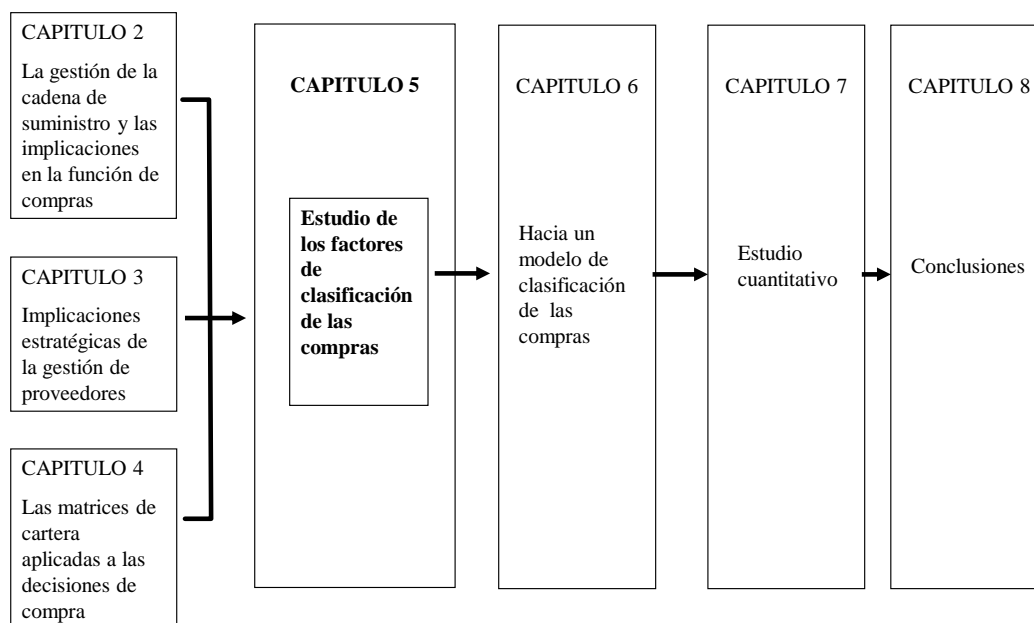 CAPITULO 2
La gestión de la
cadena de
suministro y las
implicaciones
en la función de
compras
CAPITULO 3
Implicaciones
estratégicas de
la gestión de
proveedores
CAPITULO 4
Las matrices de
cartera
aplicadas a las
decisiones de
compra
CAPITULO 5
Estudio de
los factores
de
clasificación
de las
compras
CAPITULO 6
Hacia un
modelo de
clasificación
de las
compras
CAPITULO 7
Estudio
cuantitativo
CAPITULO 8
Conclusiones